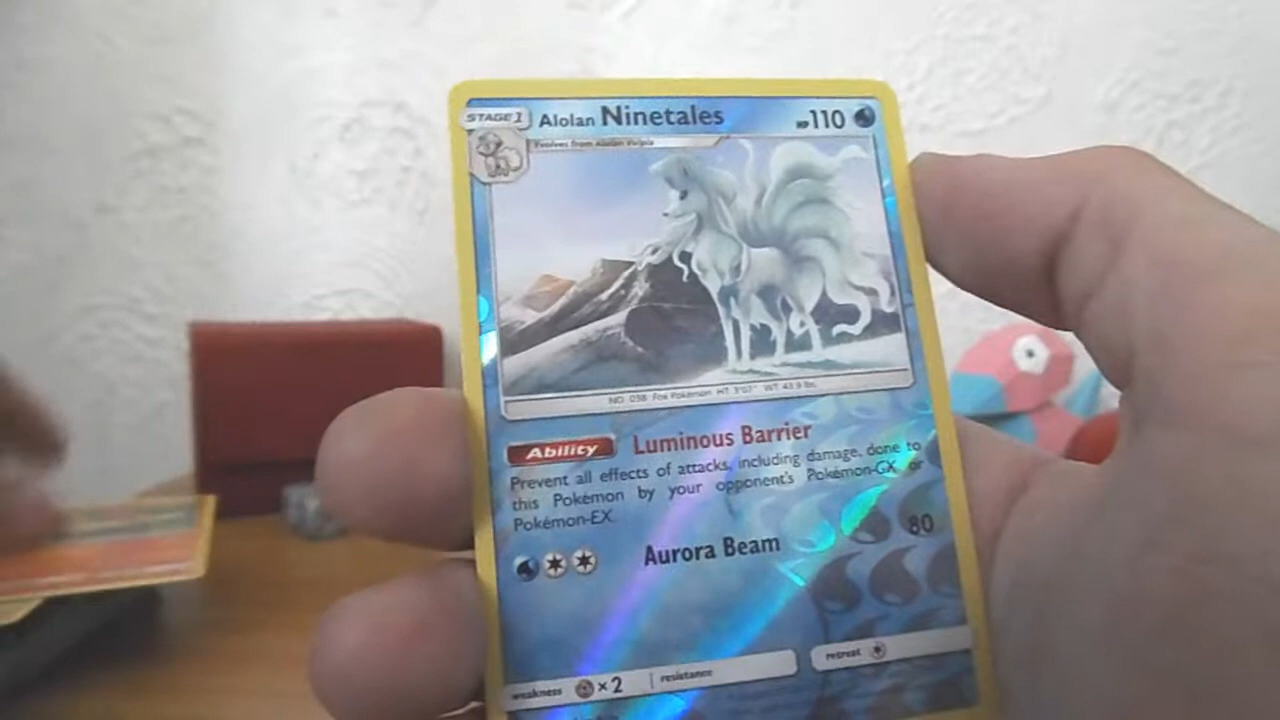 STAGE 1 Alolan Ninetales HP 110
Evolves from Alolan Vulpix
NO. 038 Fox Pokémon HT 3'07" WT 43.9 lbs.
Ability Luminous Barrier
Prevent all effects of attacks, including damage, done to
this Pokémon by your opponent's Pokémon-GX or
Pokémon-EX.
Aurora Beam 80
weakness ×2 resistance retreat